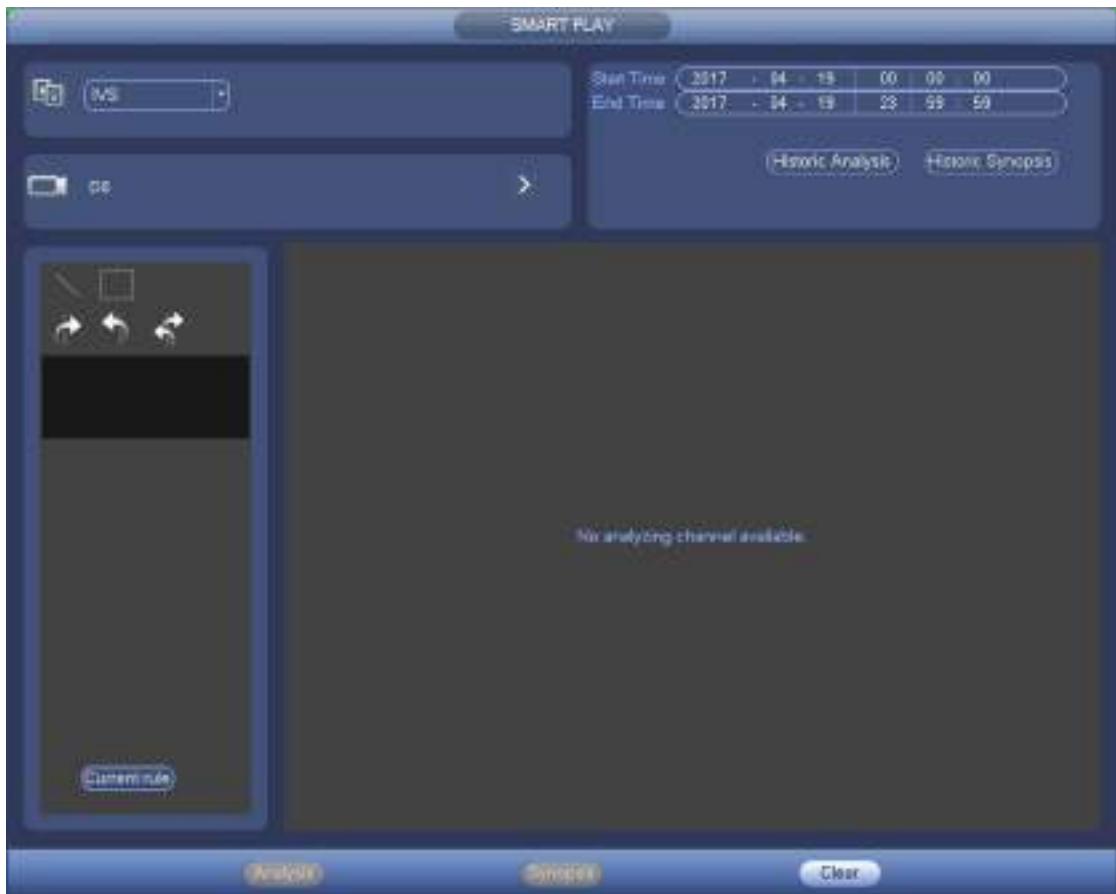 SMART PLAY
IVS
Start Time 2017 - 04 - 19 00 : 00 : 00
End Time 2017 - 04 - 19 23 : 59 : 59
Historic Analysis Historic Synopsis
No analyzing channel available.
Current rule
Analysis Synopsis Clear